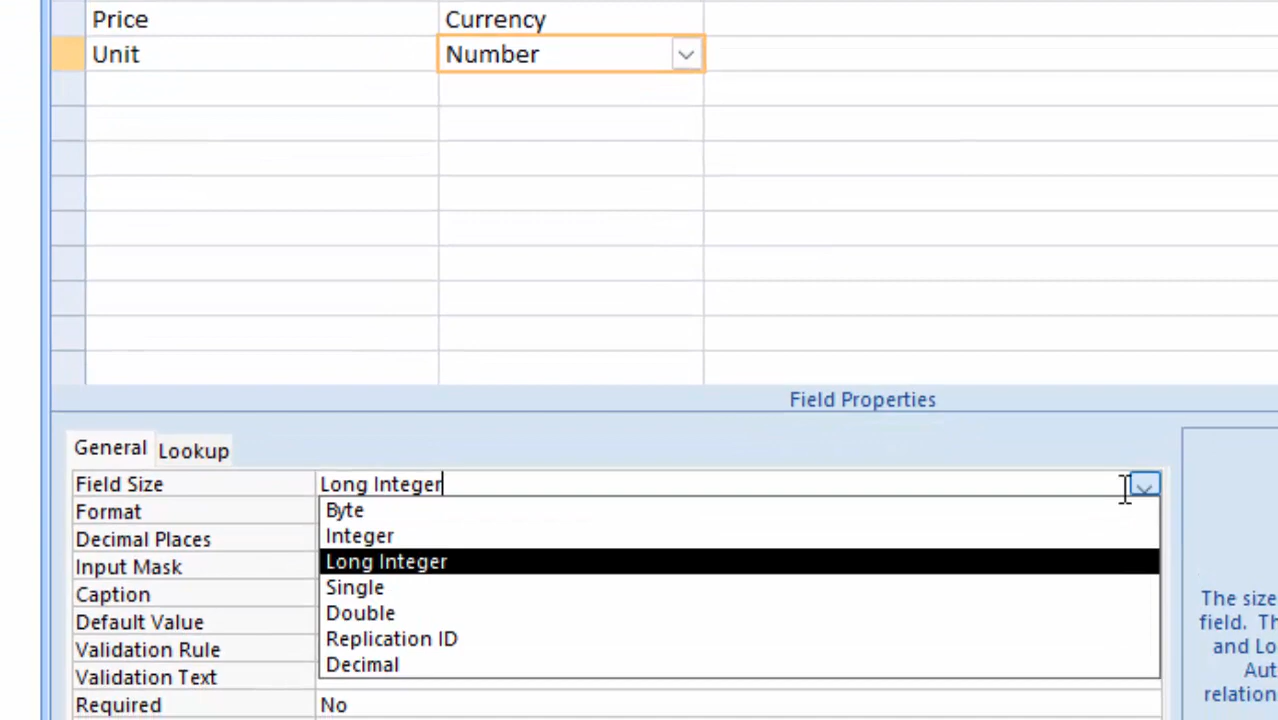 Price Currency
Unit Number
Field Properties
General Lookup
Field Size Long Integer
Format Byte
Decimal Places Integer
Input Mask Long Integer
Caption Single
Default Value Double
Validation Rule Replication ID
Validation Text Decimal
Required No
The size
field. Th
and Lo
Aut
relation